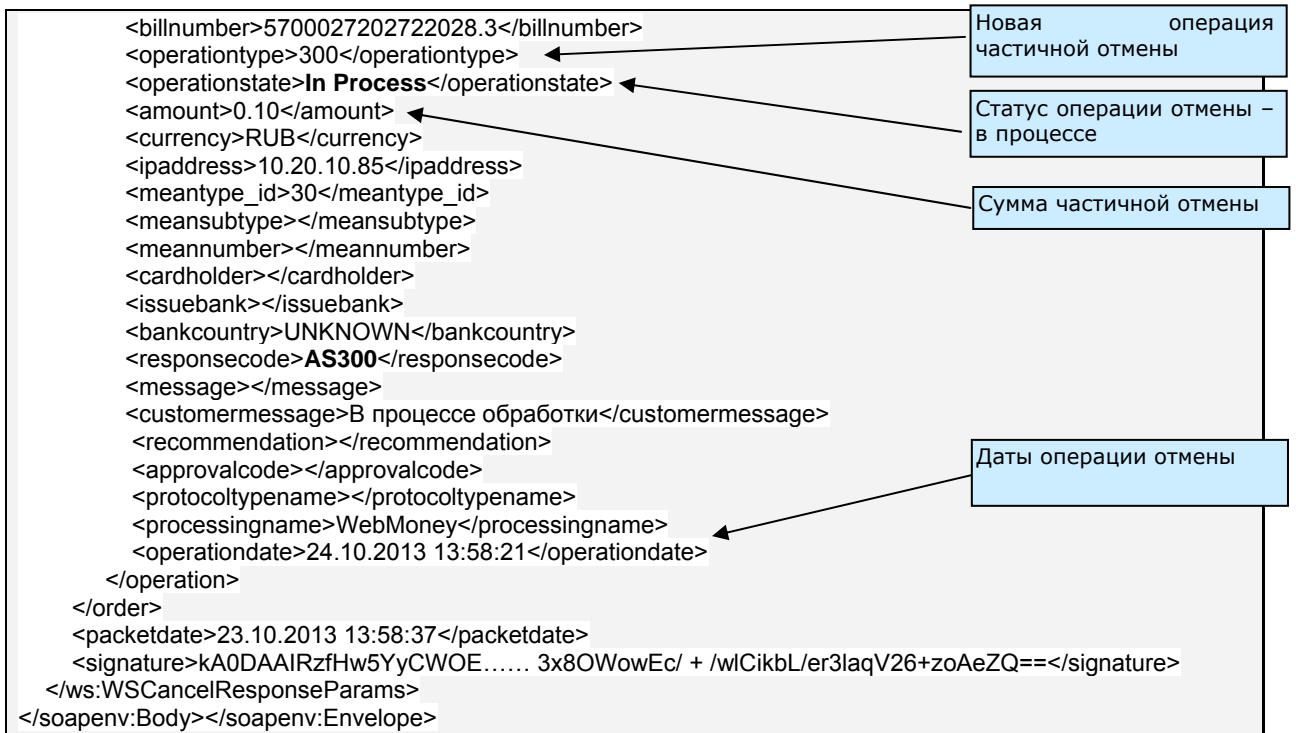 <billnumber>5700027202722028.3</billnumber>
<operationtype>300</operationtype>
<operationstate>In Process</operationstate>
<amount>0.10</amount>
<currency>RUB</currency>
<ipaddress>10.20.10.85</ipaddress>
<meantype_id>30</meantype_id>
<meansubtype></meansubtype>
<meannumber></meannumber>
<cardholder></cardholder>
<issuebank></issuebank>
<bankcountry>UNKNOWN</bankcountry>
<responsecode>AS300</responsecode>
<message></message>
<customermessage>В процессе обработки</customermessage>
<recommendation></recommendation>
<approvalcode></approvalcode>
<protocoltypename></protocoltypename>
<processingname>WebMoney</processingname>
<operationdate>24.10.2013 13:58:21</operationdate>
</operation>
</order>
<packetdate>23.10.2013 13:58:37</packetdate>
<signature>kA0DAAIRzfHw5YyCWOE…… 3x8OWowEc/ + /wlCikbL/er3laqV26+zoAeZQ==</signature>
</ws:WSCancelResponseParams>
</soapenv:Body></soapenv:Envelope>
Новая операция
частичной отмены
Статус операции отмены –
в процессе
Сумма частичной отмены
Даты операции отмены